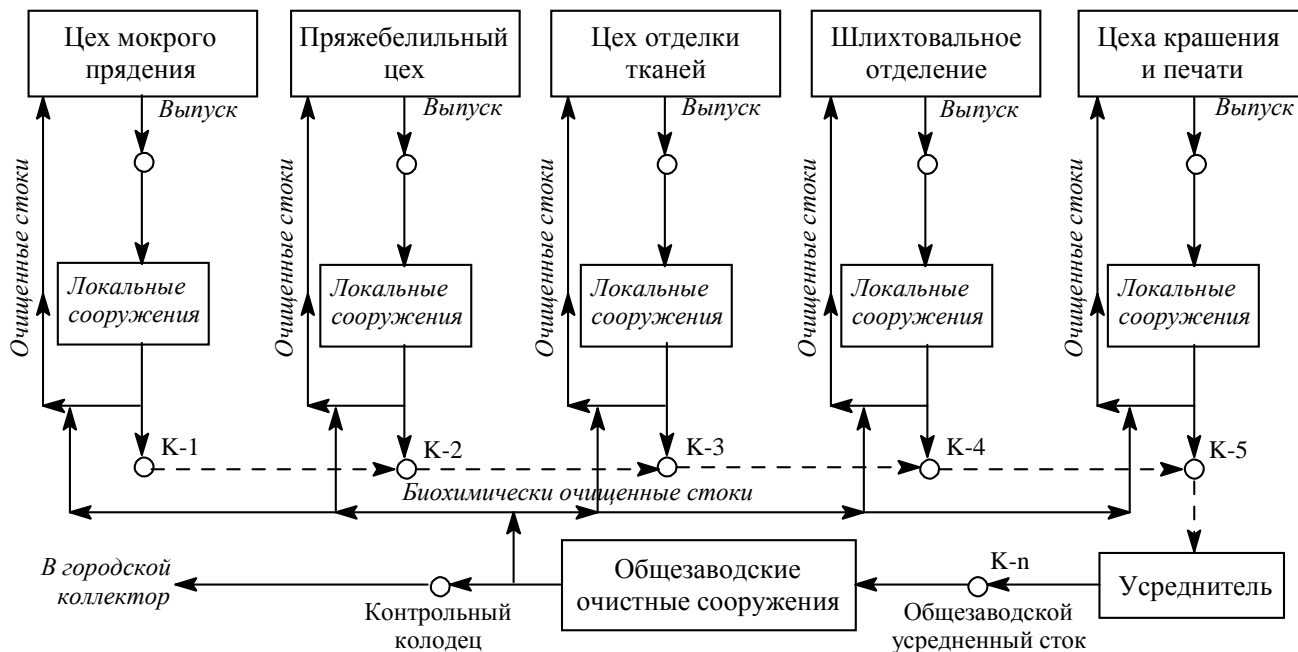 Цех мокрого
прядения
Пряжебелильный
цех
Цех отделки
тканей
Шлихтовальное
отделение
Цеха крашения
и печати
Выпуск
Выпуск
Выпуск
Выпуск
Выпуск
Очищенные стоки
Очищенные стоки
Очищенные стоки
Очищенные стоки
Очищенные стоки
Локальные
сооружения
Локальные
сооружения
Локальные
сооружения
Локальные
сооружения
Локальные
сооружения
К-1
К-2
К-3
К-4
К-5
Биохимически очищенные стоки
В городской
коллектор
Контрольный
колодец
Общезаводские
очистные сооружения
К-n
Общезаводской
усредненный сток
Усреднитель